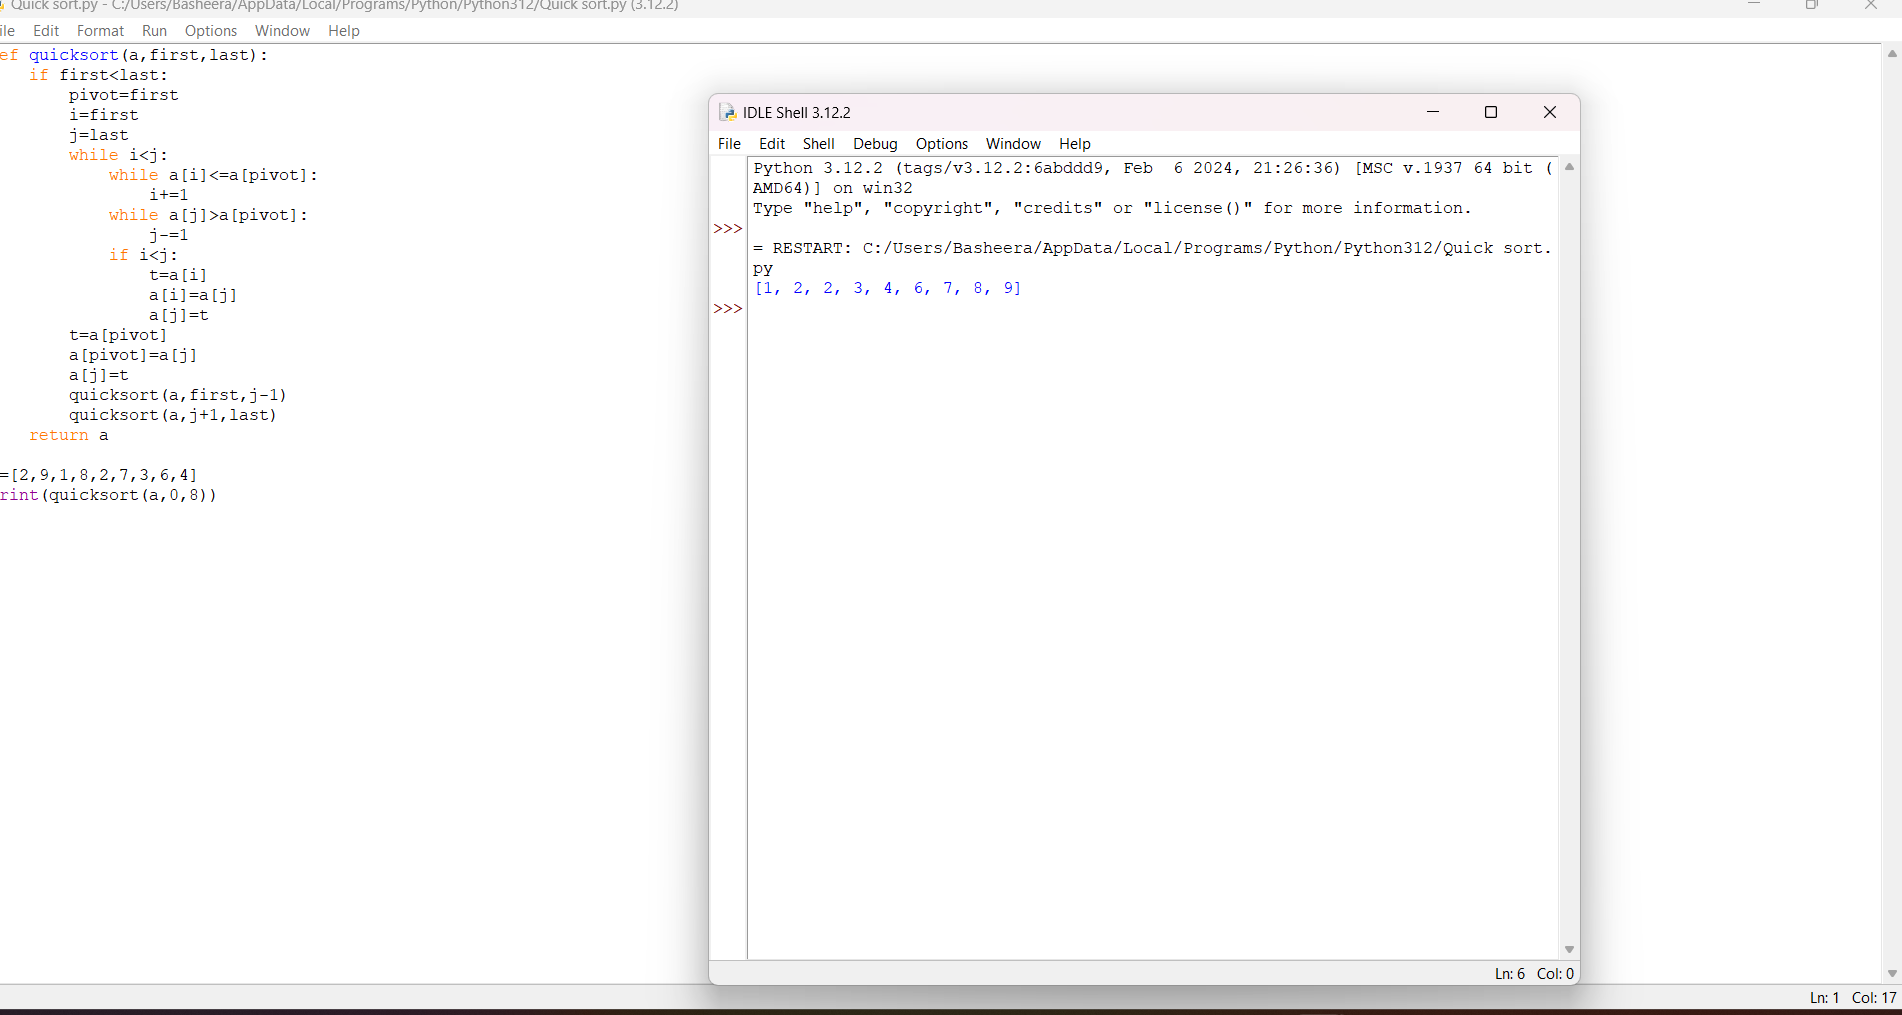 Quick sort.py - C:/Users/Basheera/AppData/Local/Programs/Python/Python312/Quick sort.py (3.12.2)
ile Edit Format Run Options Window Help
ef quicksort(a,first,last):
    if first<last:
        pivot=first
        i=first
        j=last
        while i<j:
            while a[i]<=a[pivot]:
                i+=1
            while a[j]>a[pivot]:
                j-=1
            if i<j:
                t=a[i]
                a[i]=a[j]
                a[j]=t
        t=a[pivot]
        a[pivot]=a[j]
        a[j]=t
        quicksort(a,first,j-1)
        quicksort(a,j+1,last)
    return a
=[2,9,1,8,2,7,3,6,4]
rint(quicksort(a,0,8))
IDLE Shell 3.12.2
File Edit Shell Debug Options Window Help
Python 3.12.2 (tags/v3.12.2:6abddd9, Feb  6 2024, 21:26:36) [MSC v.1937 64 bit (
AMD64)] on win32
Type "help", "copyright", "credits" or "license()" for more information.
>>>
= RESTART: C:/Users/Basheera/AppData/Local/Programs/Python/Python312/Quick sort.
py
[1, 2, 2, 3, 4, 6, 7, 8, 9]
>>>
Ln: 6 Col: 0
Ln: 1 Col: 17